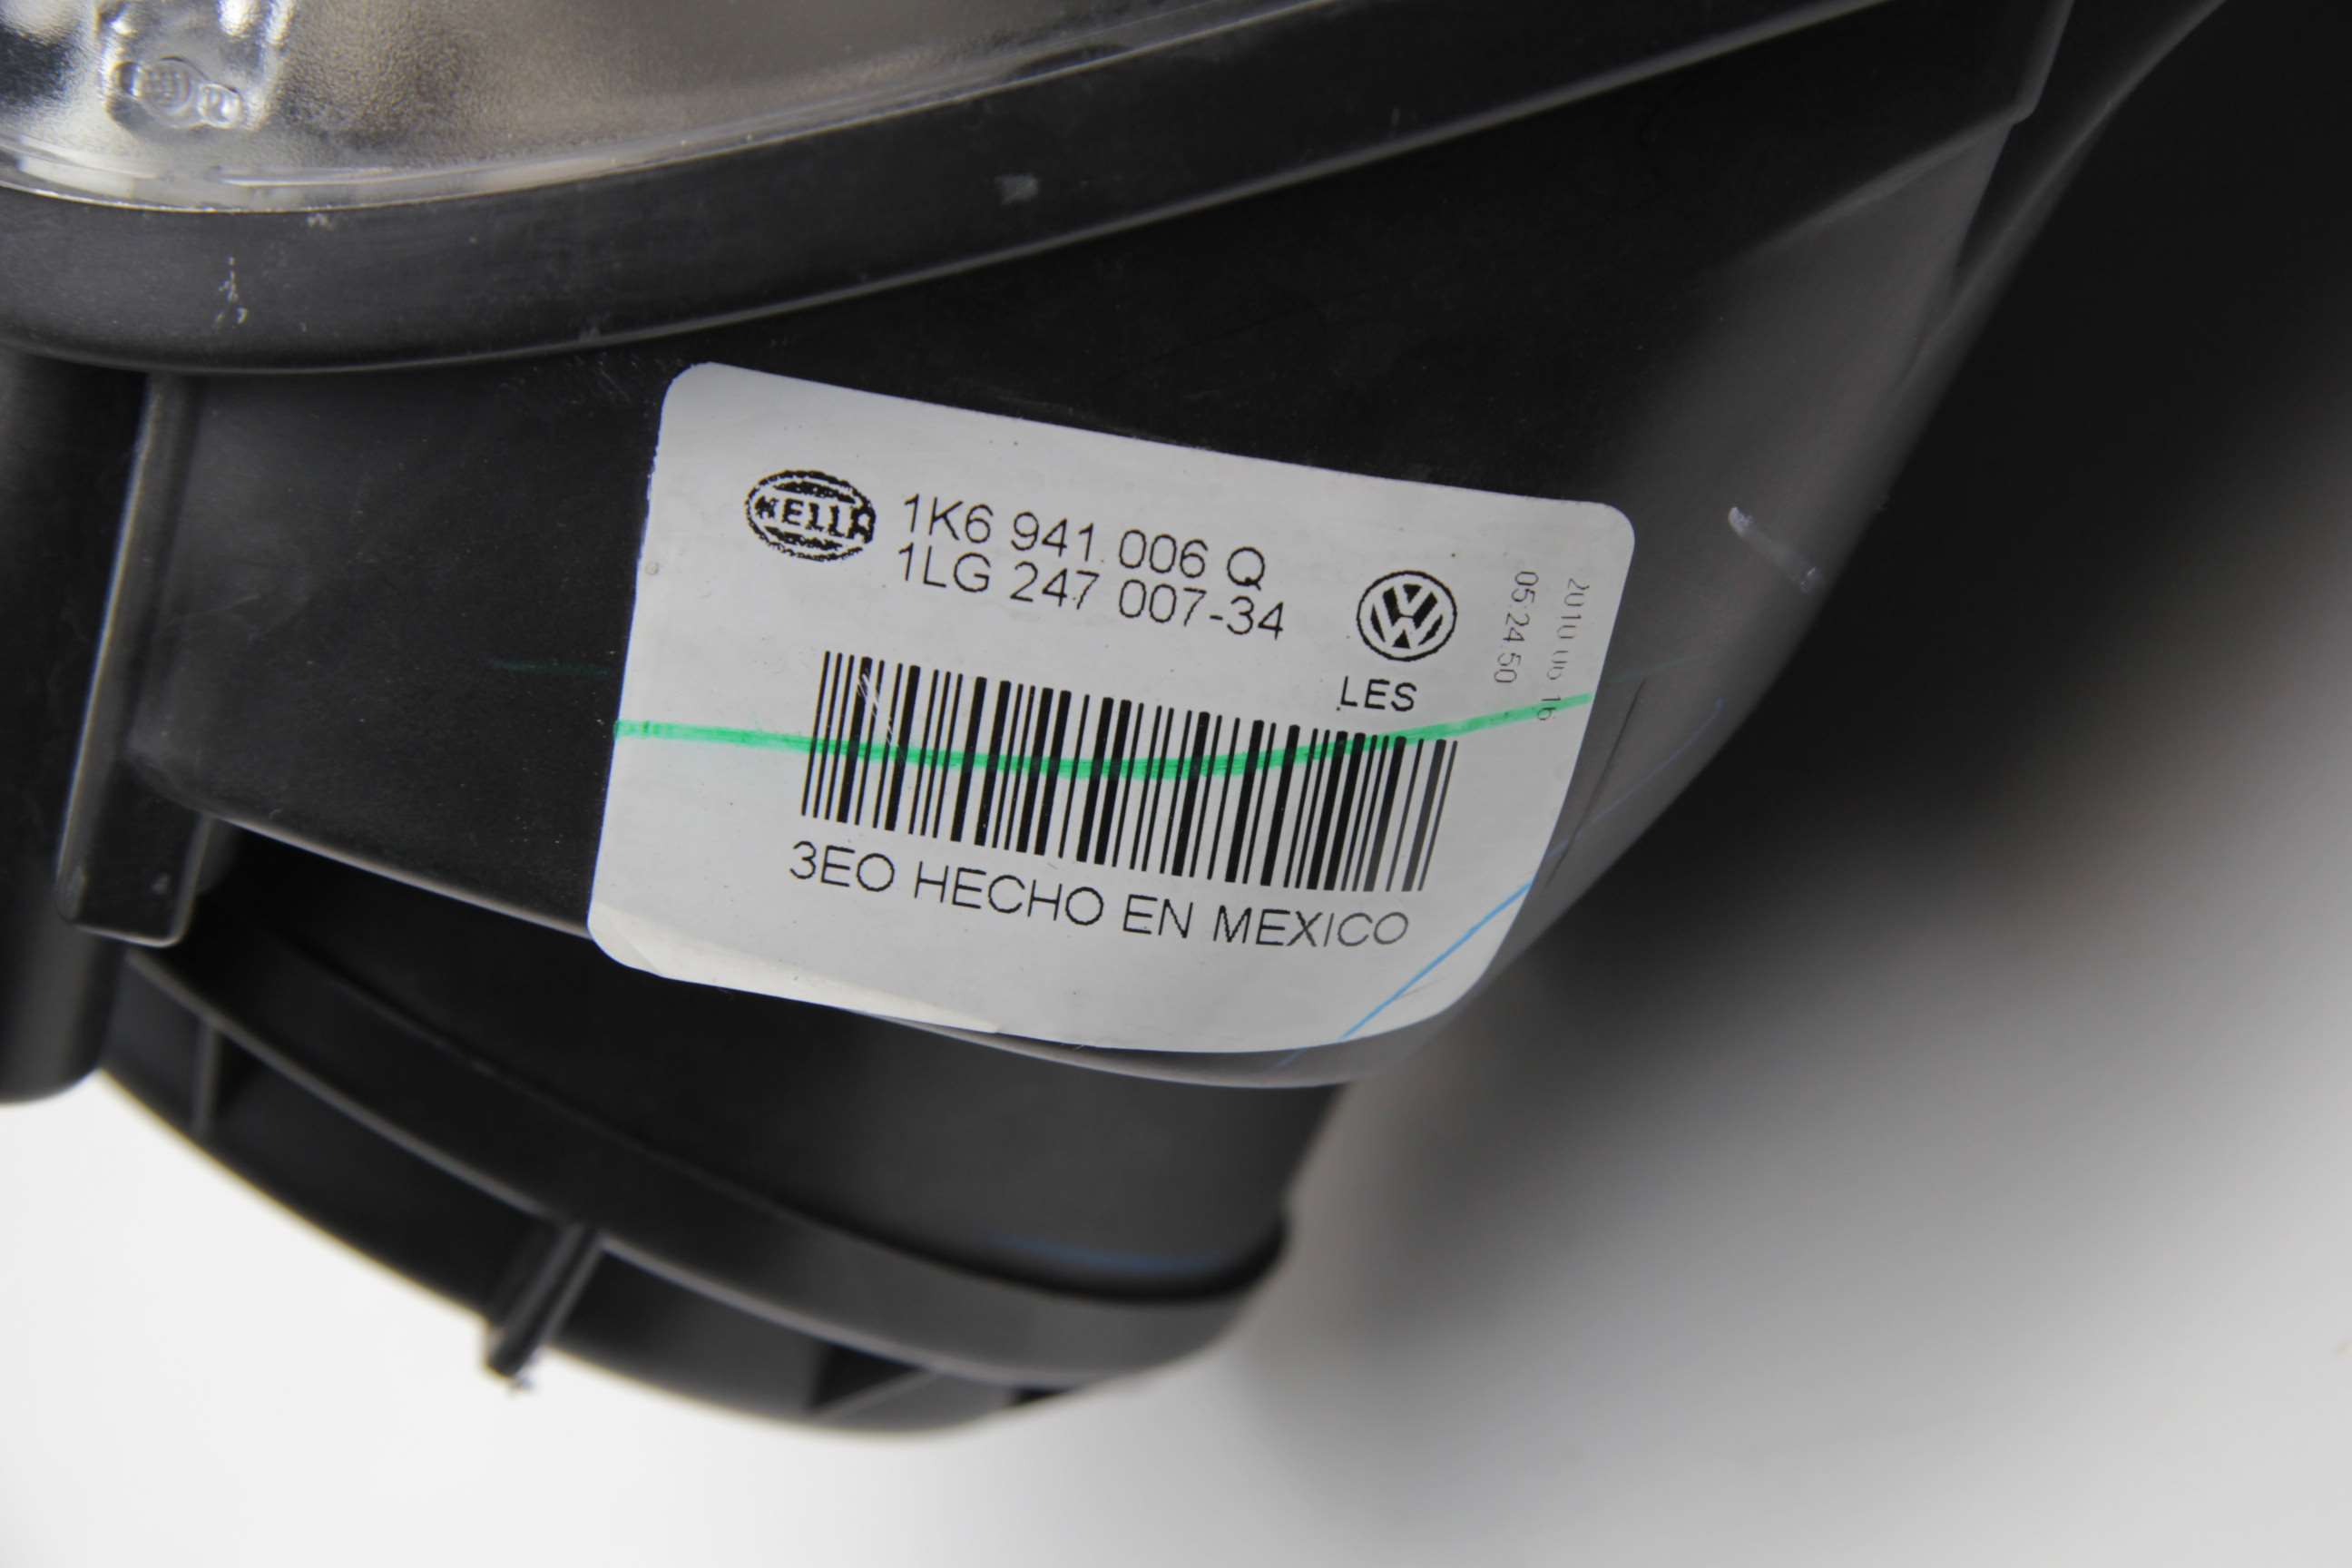 HELLA
1K6 941 006 Q
1LG 247 007-34
LES
05:24:50
3EO HECHO EN MEXICO